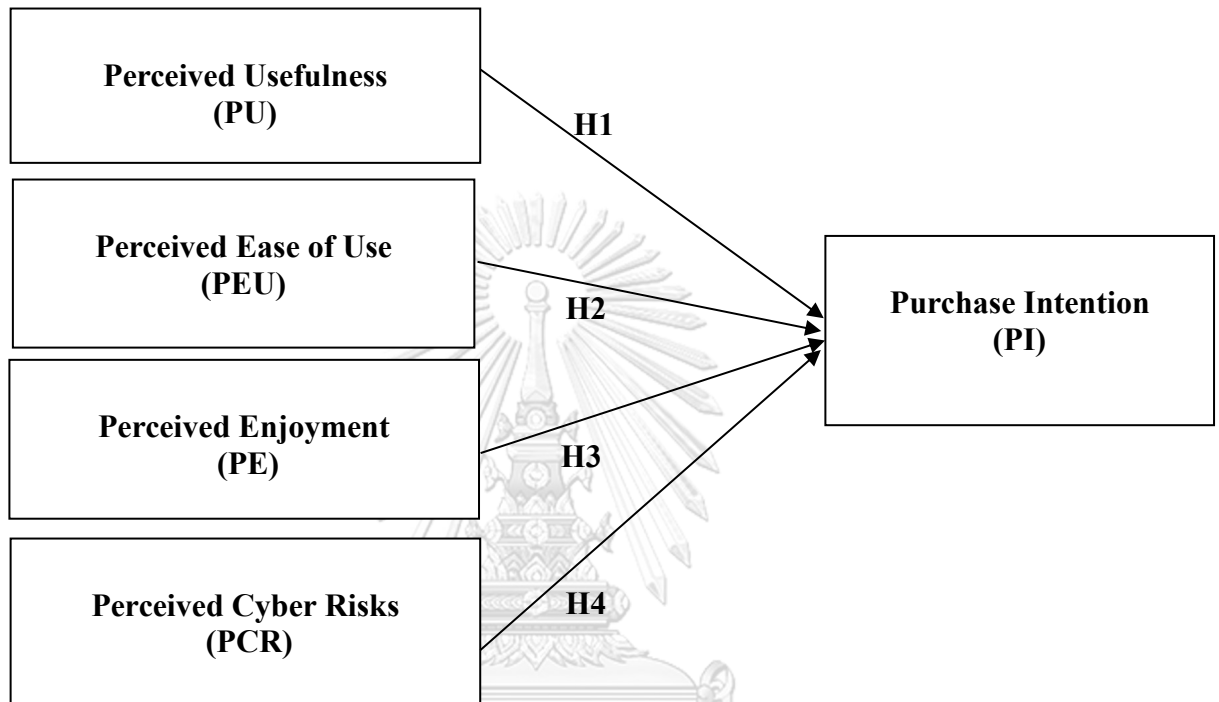 Perceived Usefulness
(PU)
H1
Perceived Ease of Use
(PEU)
H2
Purchase Intention
(PI)
Perceived Enjoyment
(PE)
H3
Perceived Cyber Risks
(PCR)
H4